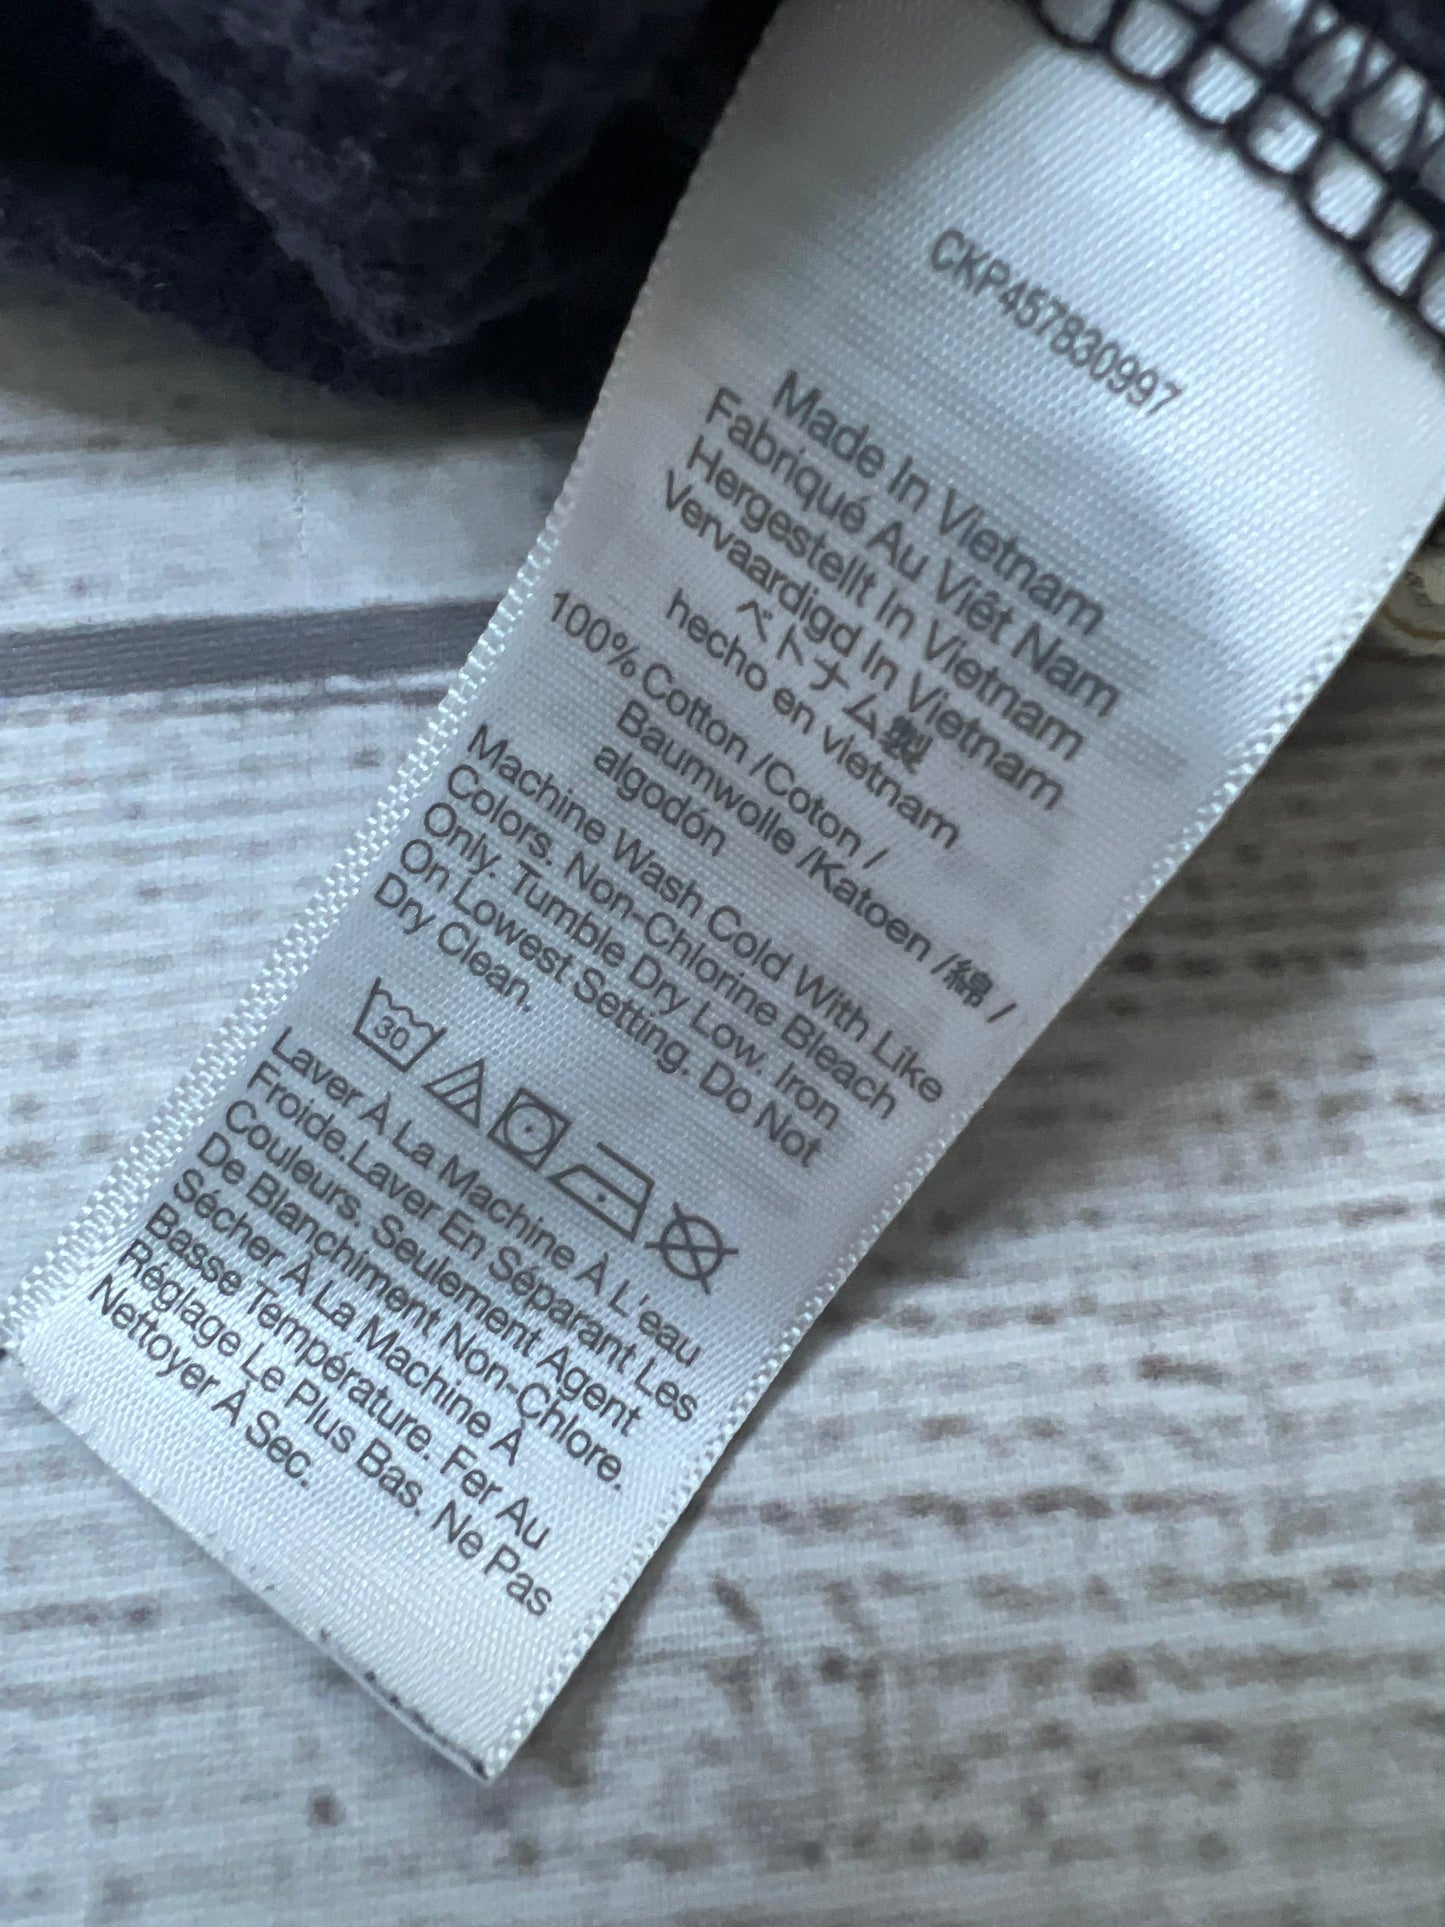 CKP457830997
Made In Vietnam
Fabriqué Au Viêt Nam
Hergestellt In Vietnam
Vervaardigd In Vietnam
ベトナム製
hecho en vietnam
100% Cotton /Coton /
Baumwolle /Katoen /綿 /
algodón
Machine Wash Cold With Like
Colors. Non-Chlorine Bleach
Only. Tumble Dry Low. Iron
On Lowest Setting. Do Not
Dry Clean.
30
Laver À La Machine À L'eau
Froide.Laver En Séparant Les
Couleurs. Seulement Agent
De Blanchiment Non-Chlore.
Sécher À La Machine À
Basse Température. Fer Au
Réglage Le Plus Bas. Ne Pas
Nettoyer À Sec.